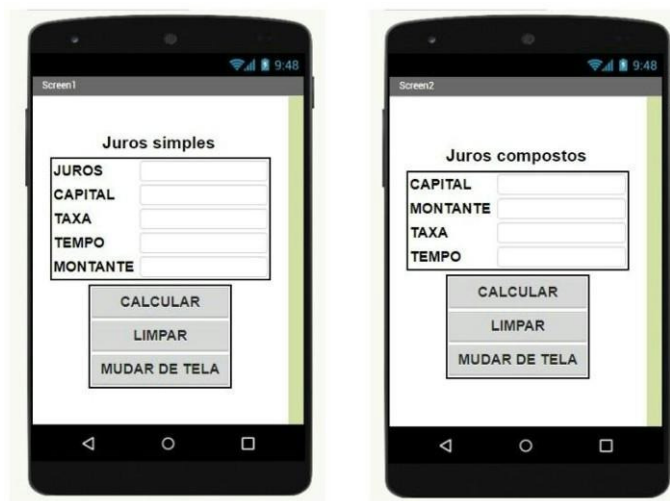 9:48
Screen1
Juros simples
JUROS
CAPITAL
TAXA
TEMPO
MONTANTE
CALCULAR
LIMPAR
MUDAR DE TELA
9:48
Screen2
Juros compostos
CAPITAL
MONTANTE
TAXA
TEMPO
CALCULAR
LIMPAR
MUDAR DE TELA